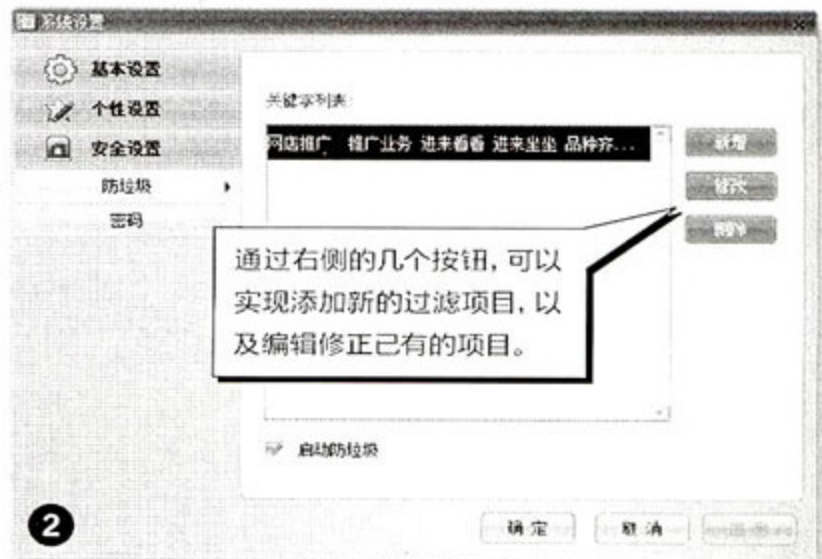 系统设置
基本设置
个性设置
安全设置
防垃圾
密码
关键字列表:
网店推广 推广业务 进来看看 进来坐坐 品种齐...
新增
修改
删除
通过右侧的几个按钮,可以
实现添加新的过滤项目,以
及编辑修正已有的项目。
启动防垃圾
2
确定
取消